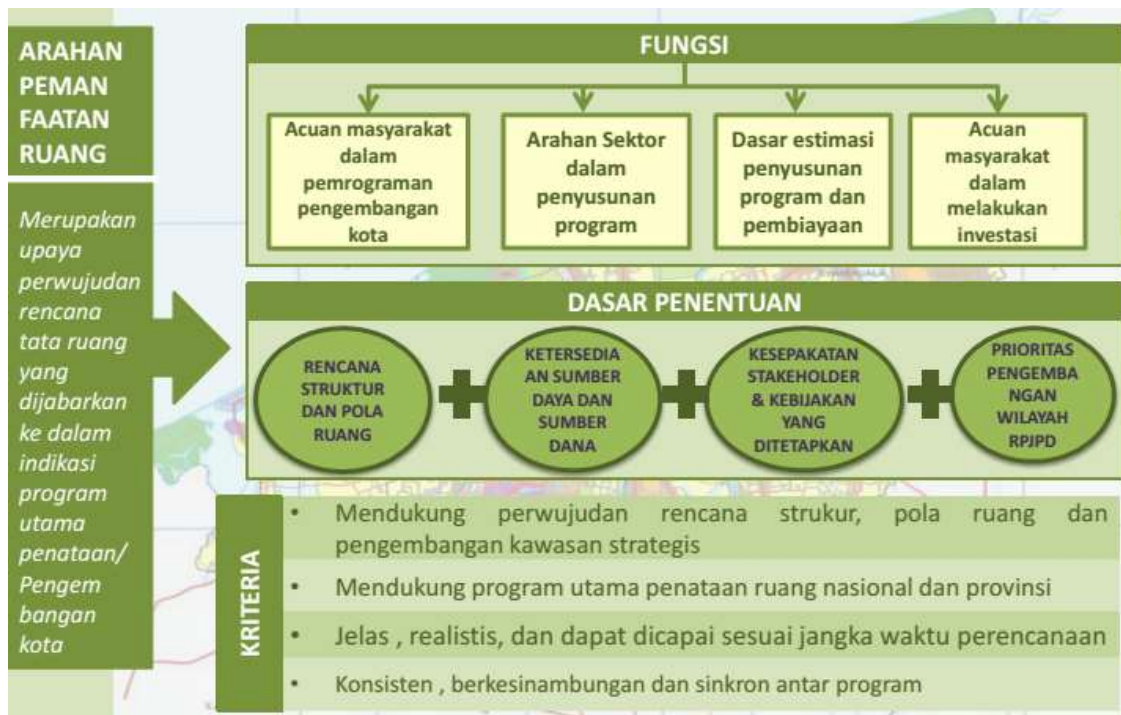 ARAHAN
PEMAN
FAATAN
RUANG
Merupakan
upaya
perwujudan
rencana
tata ruang
yang
dijabarkan
ke dalam
indikasi
program
utama
penataan/
Pengem
bangan
kota
FUNGSI
Acuan masyarakat
dalam
pemrograman
pengembangan
kota
Arahan Sektor
dalam
penyusunan
program
Dasar estimasi
penyusunan
program dan
pembiayaan
Acuan
masyarakat
dalam
melakukan
investasi
DASAR PENENTUAN
RENCANA
STRUKTUR
DAN POLA
RUANG
KETERSEDIA
AN SUMBER
DAYA DAN
SUMBER
DANA
KESEPAKATAN
STAKEHOLDER
& KEBIJAKAN
YANG
DITETAPKAN
PRIORITAS
PENGEMBA
NGAN
WILAYAH
RPJPD
KRITERIA
• Mendukung perwujudan rencana strukur, pola ruang dan
pengembangan kawasan strategis
• Mendukung program utama penataan ruang nasional dan provinsi
• Jelas , realistis, dan dapat dicapai sesuai jangka waktu perencanaan
• Konsisten , berkesinambungan dan sinkron antar program